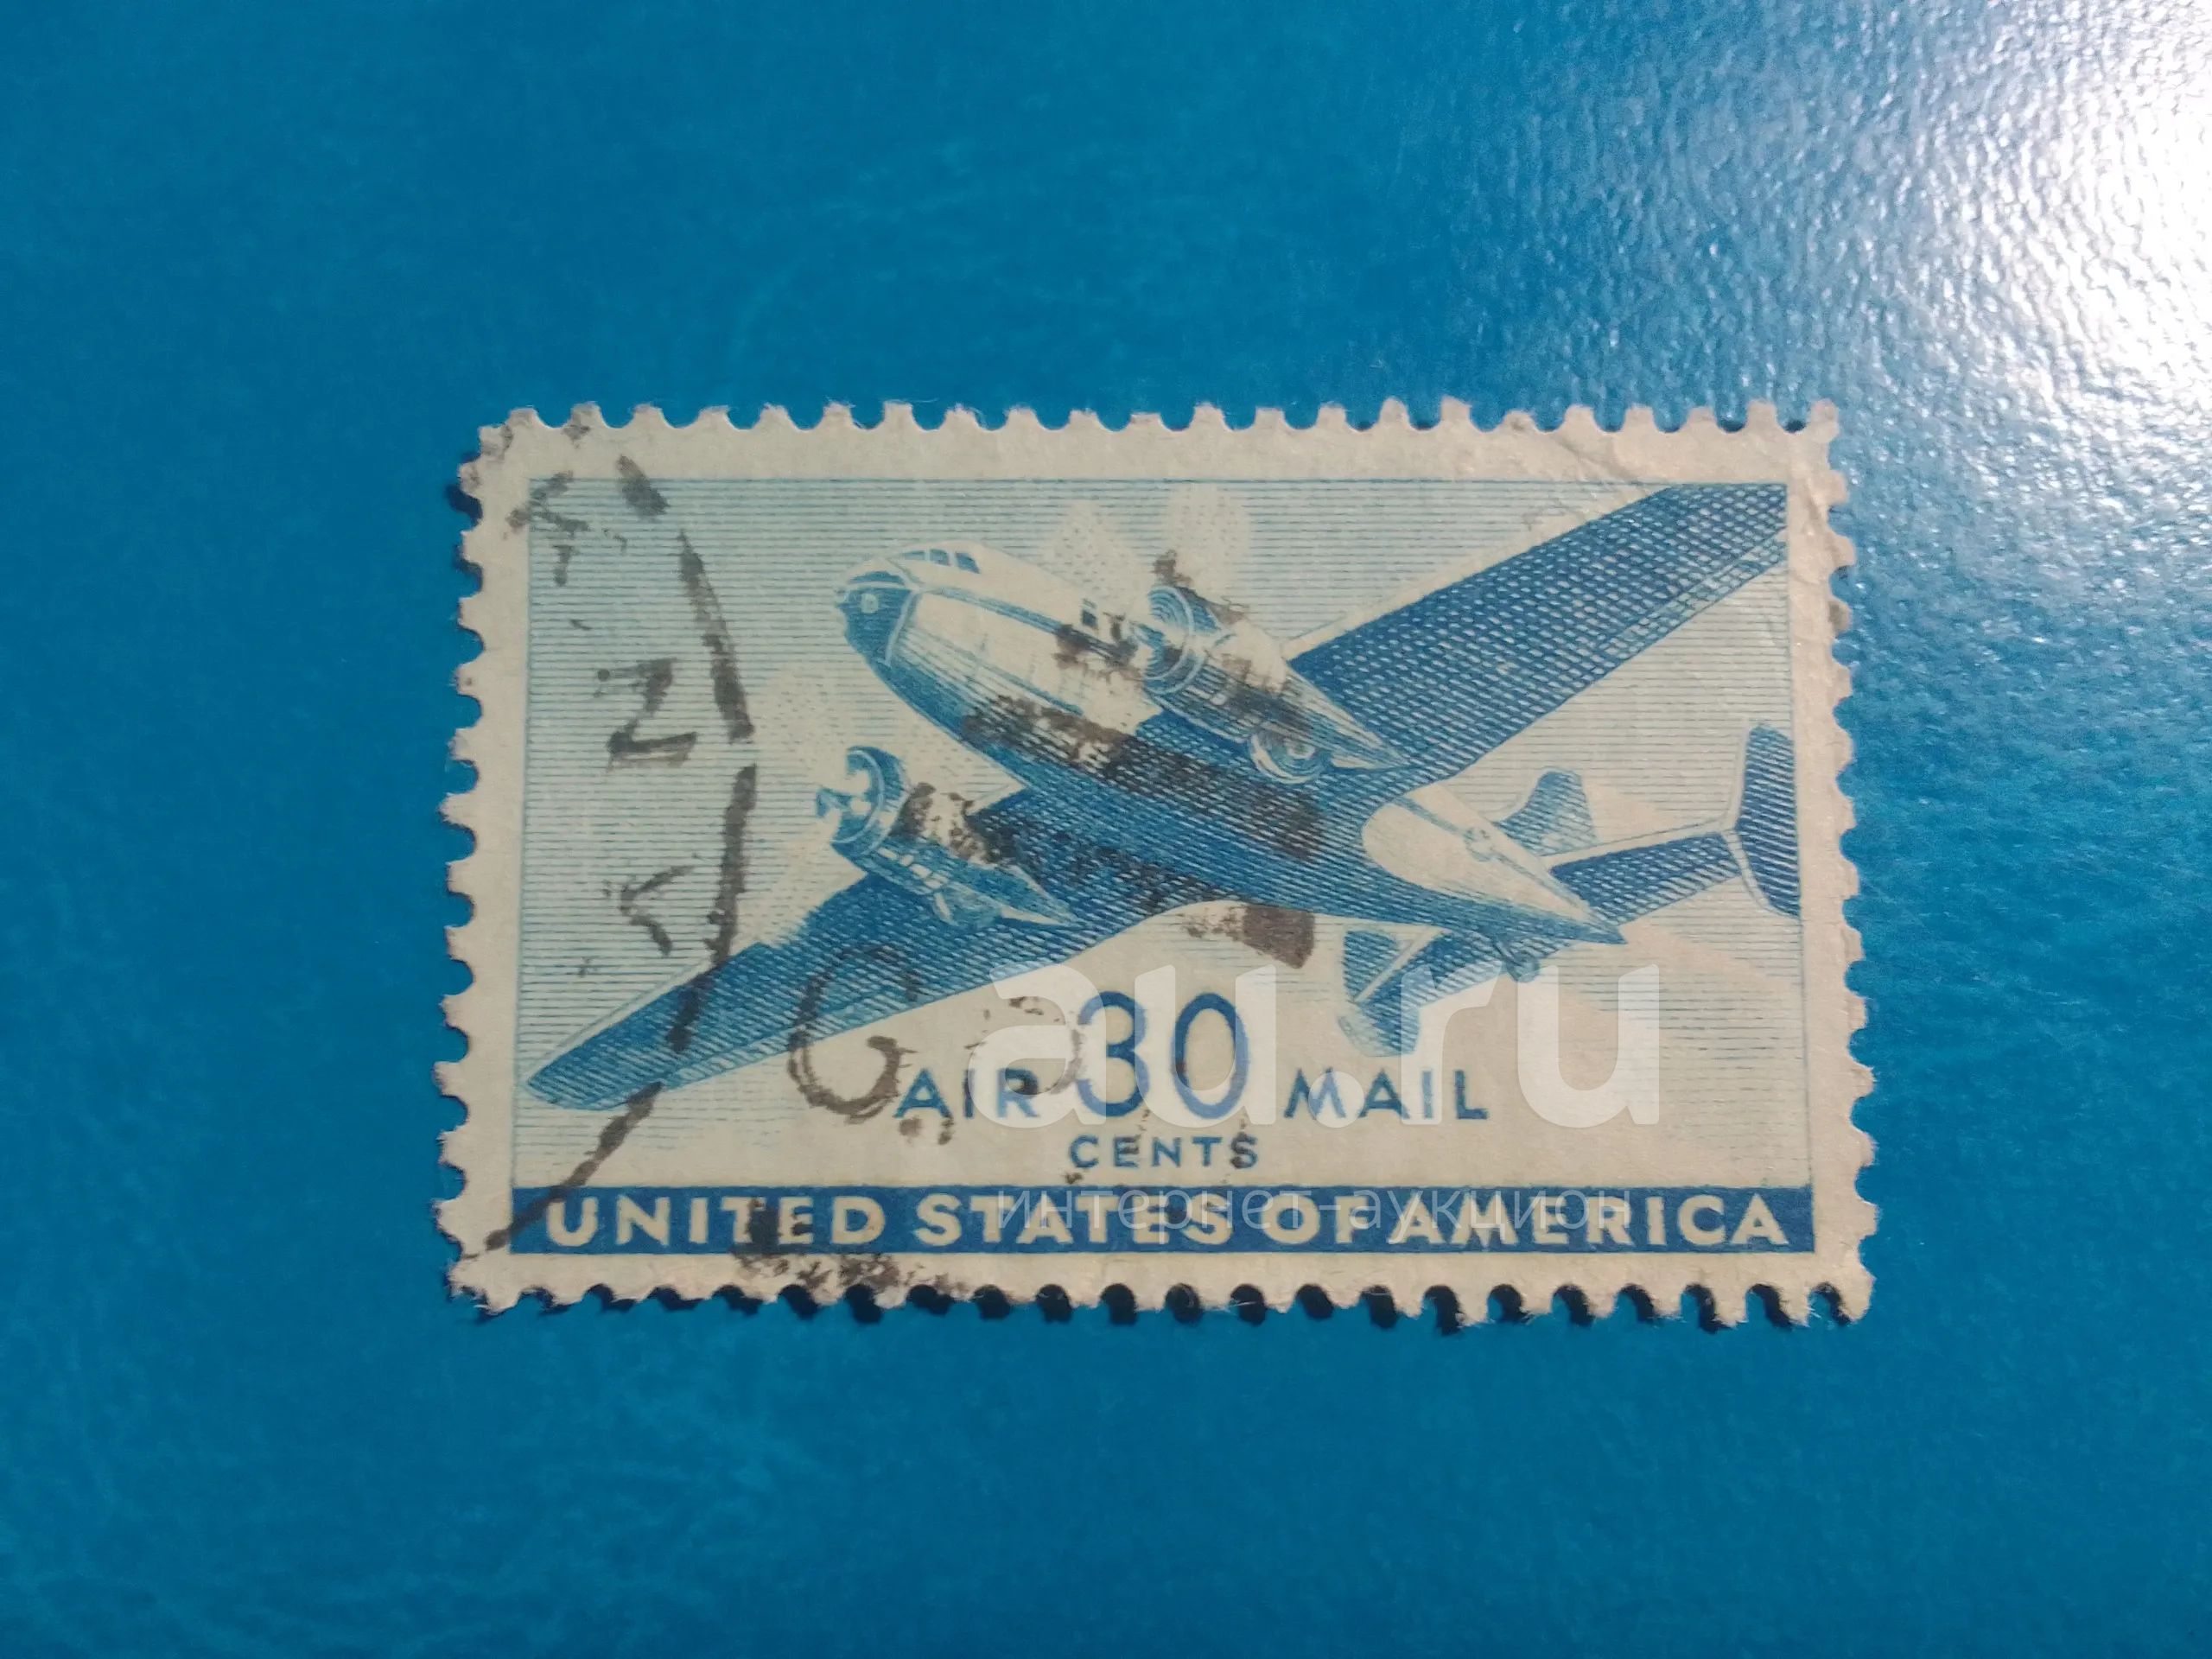 AIR 30 MAIL
CENTS
UNITED STATES OF AMERICA
au.ru
интернет-аукцион